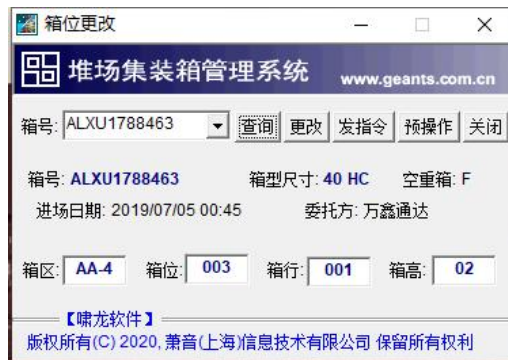 箱位更改
堆场集装箱管理系统 www.geants.com.cn
箱号: ALXU1788463 查询 更改 发指令 预操作 关闭
箱号: ALXU1788463 箱型尺寸: 40 HC 空重箱: F
进场日期: 2019/07/05 00:45 委托方: 万鑫通达
箱区: AA-4 箱位: 003 箱行: 001 箱高: 02
【啸龙软件】
版权所有(C) 2020, 萧音(上海)信息技术有限公司 保留所有权利